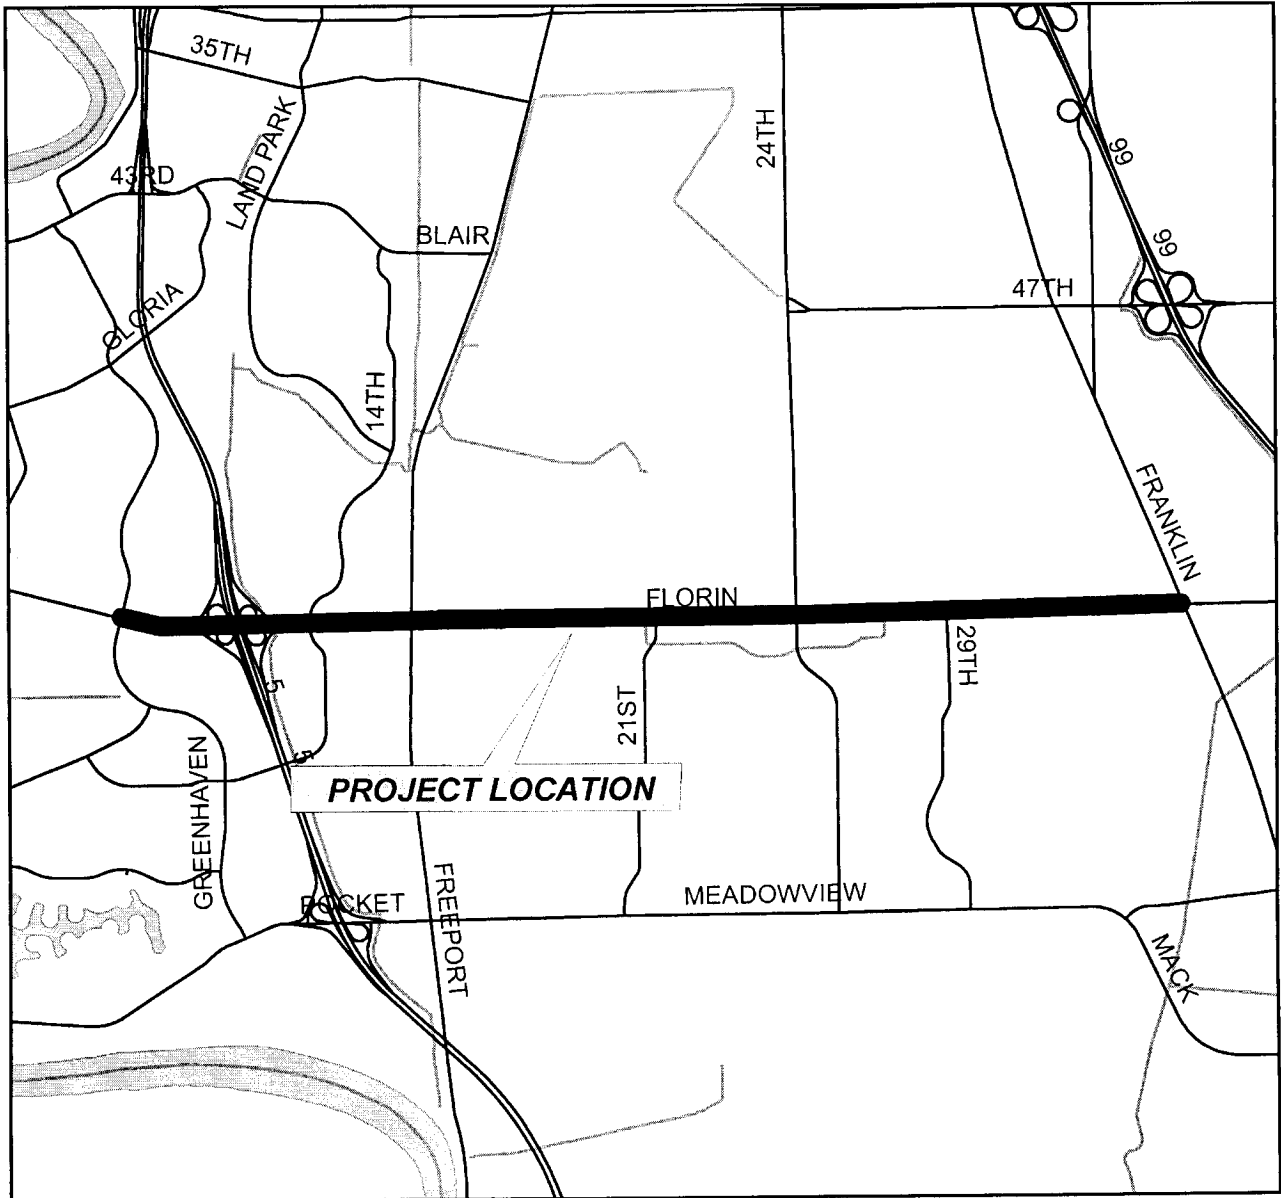 35TH
LAND PARK
24TH
99
43RD
BLAIR
99
47TH
GLORIA
14TH
FRANKLIN
FLORIN
29TH
5
21ST
5
GREENHAVEN
PROJECT LOCATION
FREEPORT
POCKET
MEADOWVIEW
MACK